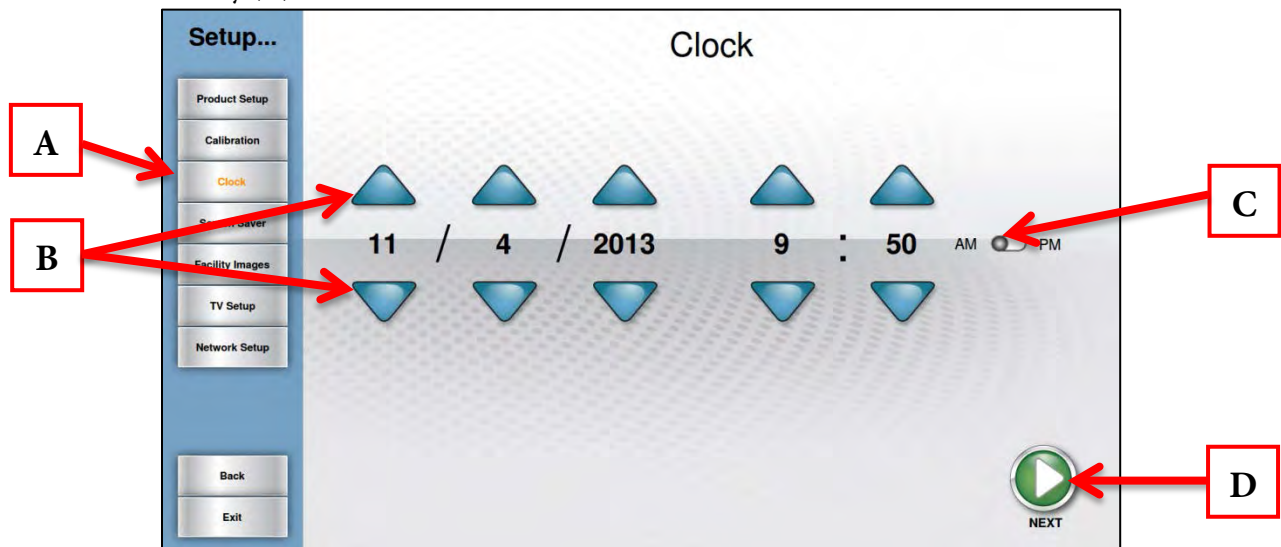 Setup...
Clock
Product Setup
Calibration
Clock
Facility Images
TV Setup
Network Setup
11 / 4 / 2013 9 : 50 AM PM
Back
Exit
NEXT
A
B
C
D